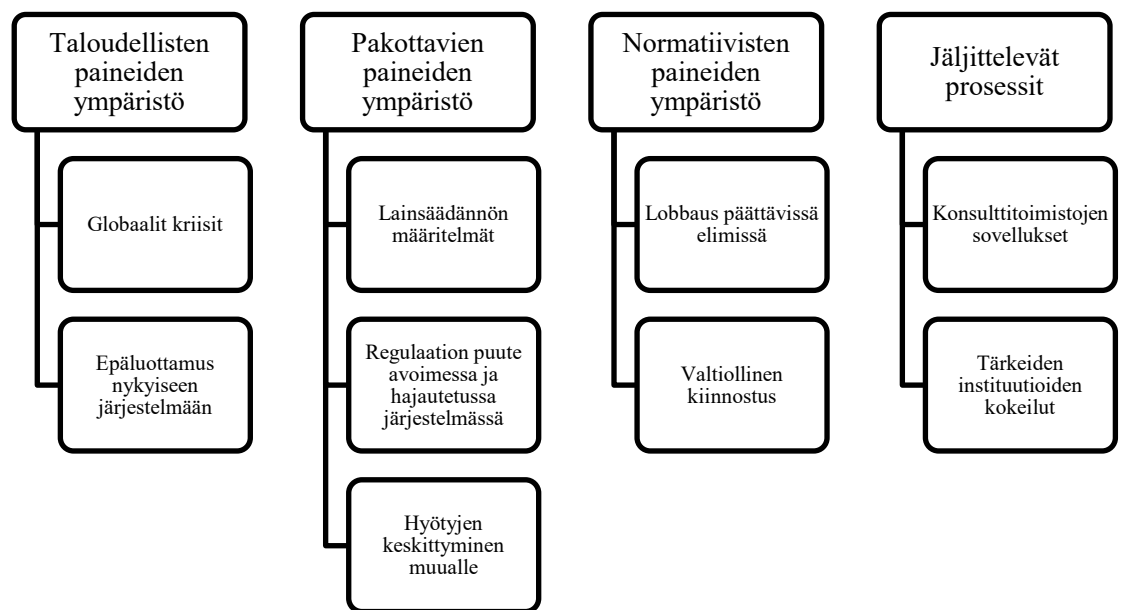 Taloudellisten
paineiden
ympäristö
Globaalit kriisit
Epäluottamus
nykyiseen
järjestelmään
Pakottavien
paineiden
ympäristö
Lainsäädännön
määritelmät
Regulaation puute
avoimessa ja
hajautetussa
järjestelmässä
Hyötyjen
keskittyminen
muualle
Normatiivisten
paineiden
ympäristö
Lobbaus päättävissä
elimissä
Valtiollinen
kiinnostus
Jäljittelevät
prosessit
Konsulttitoimistojen
sovellukset
Tärkeiden
instituutioiden
kokeilut